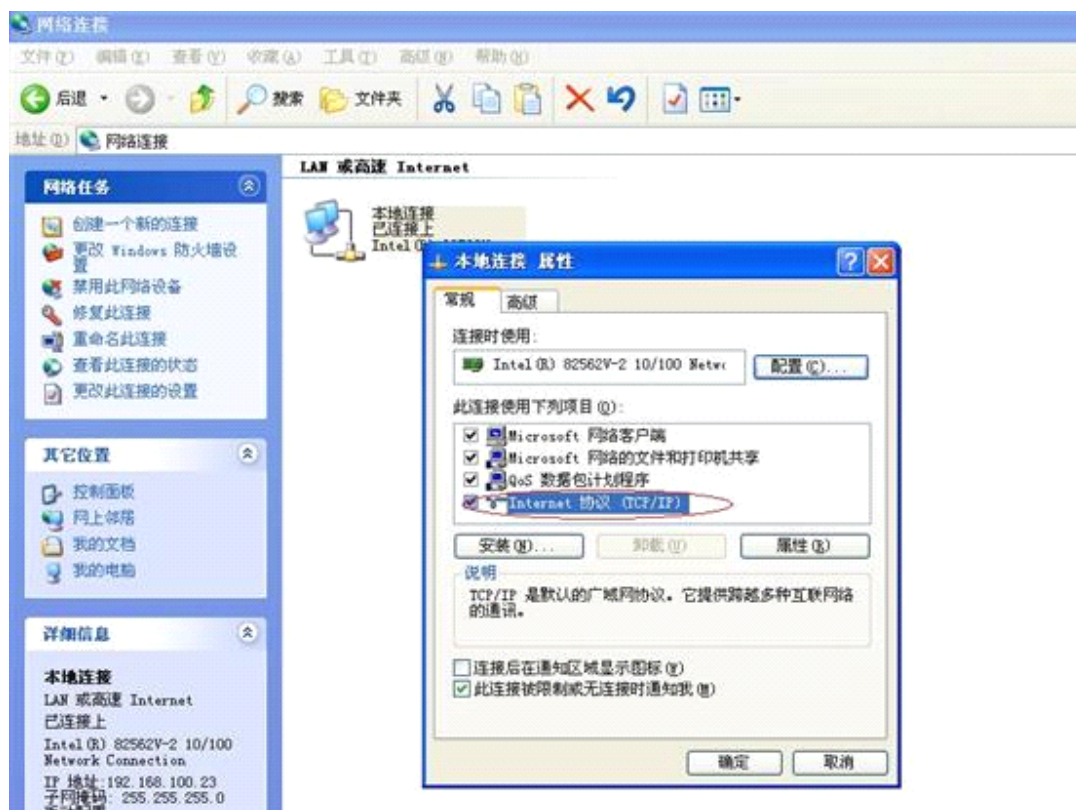 网络连接
文件(F) 编辑(E) 查看(V) 收藏(A) 工具(T) 高级(N) 帮助(H)
后退 搜索 文件夹
地址(D) 网络连接
LAN 或高速 Internet
本地连接
已连接上
Intel(R)
网络任务
创建一个新的连接
更改 Windows 防火墙设
置
禁用此网络设备
修复此连接
重命名此连接
查看此连接的状态
更改此连接的设置
其它位置
控制面板
网上邻居
我的文档
我的电脑
详细信息
本地连接
LAN 或高速 Internet
已连接上
Intel(R) 82562V-2 10/100
Network Connection
IP 地址:192.168.100.23
子网掩码: 255.255.255.0
本地连接 属性
常规 高级
连接时使用:
Intel(R) 82562V-2 10/100 Netwo
配置(C)...
此连接使用下列项目(O):
Microsoft 网络客户端
Microsoft 网络的文件和打印机共享
QoS 数据包计划程序
Internet 协议 (TCP/IP)
安装(N)... 卸载(U) 属性(R)
说明
TCP/IP 是默认的广域网协议。它提供跨越多种互联网络
的通讯。
连接后在通知区域显示图标(W)
此连接被限制或无连接时通知我(M)
确定 取消